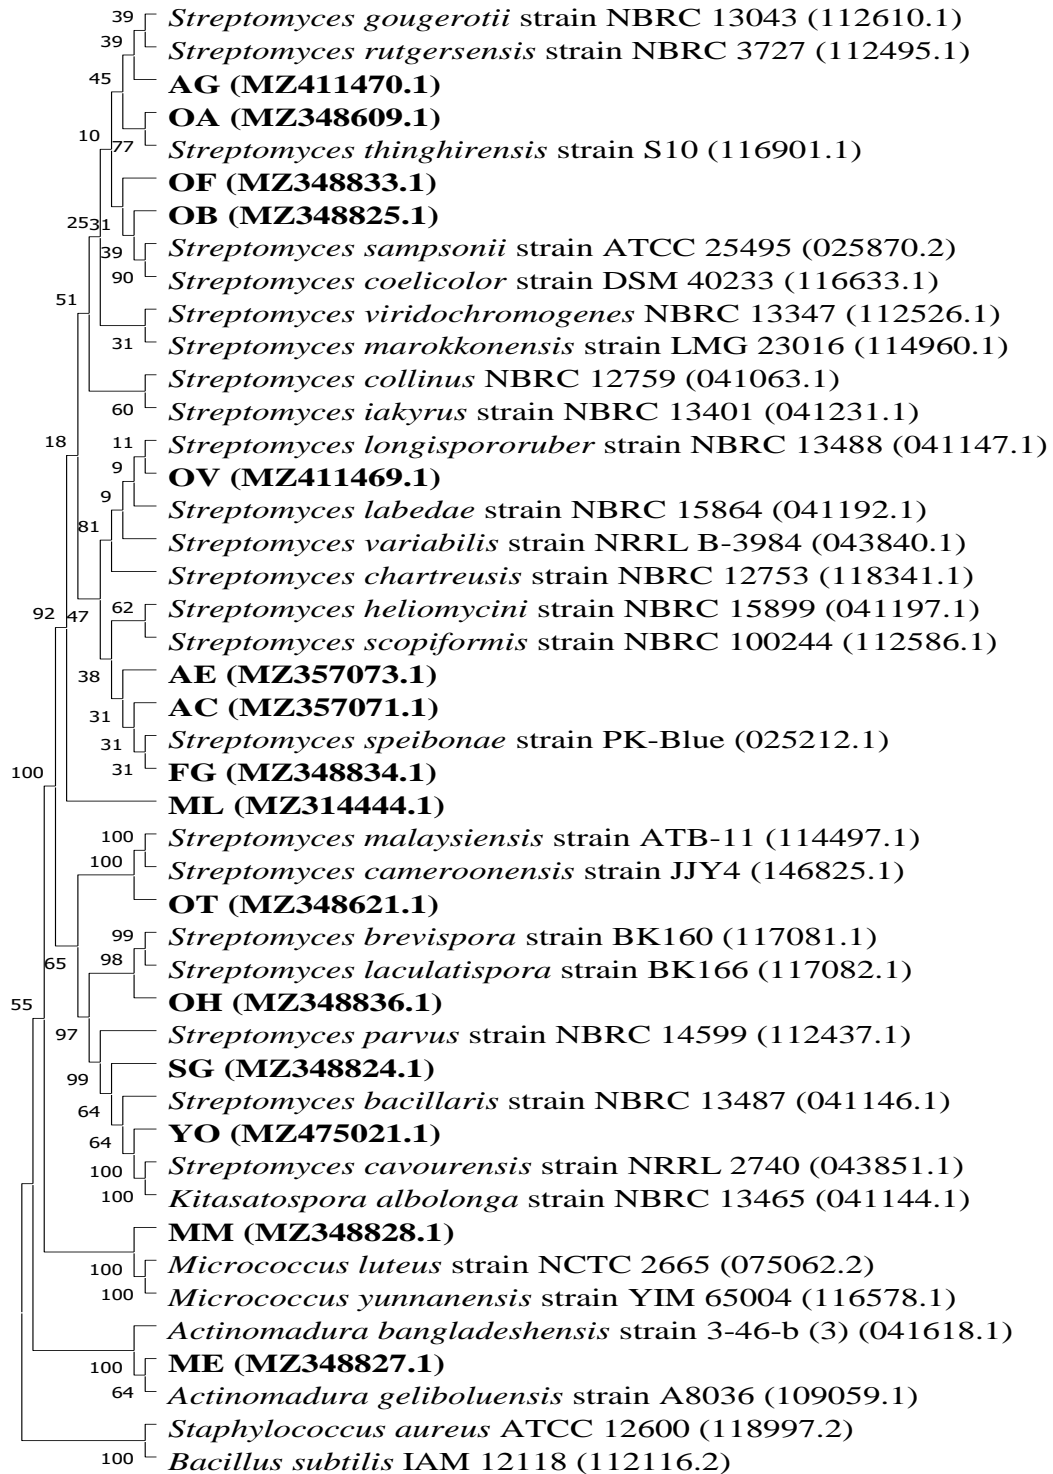 39 Streptomyces gougerotii strain NBRC 13043 (112610.1)
39 Streptomyces rutgersensis strain NBRC 3727 (112495.1)
45 AG (MZ411470.1)
OA (MZ348609.1)
10 77 Streptomyces thinghirensis strain S10 (116901.1)
OF (MZ348833.1)
25 31 OB (MZ348825.1)
39 Streptomyces sampsonii strain ATCC 25495 (025870.2)
90 Streptomyces coelicolor strain DSM 40233 (116633.1)
51 Streptomyces viridochromogenes NBRC 13347 (112526.1)
31 Streptomyces marokkonensis strain LMG 23016 (114960.1)
Streptomyces collinus NBRC 12759 (041063.1)
60 Streptomyces iakyrus strain NBRC 13401 (041231.1)
18 11 Streptomyces longispororuber strain NBRC 13488 (041147.1)
9 OV (MZ411469.1)
9 Streptomyces labedae strain NBRC 15864 (041192.1)
81 Streptomyces variabilis strain NRRL B-3984 (043840.1)
Streptomyces chartreusis strain NBRC 12753 (118341.1)
92 47 62 Streptomyces heliomycini strain NBRC 15899 (041197.1)
Streptomyces scopiformis strain NBRC 100244 (112586.1)
38 AE (MZ357073.1)
31 AC (MZ357071.1)
31 Streptomyces speibonae strain PK-Blue (025212.1)
100 31 FG (MZ348834.1)
ML (MZ314444.1)
100 Streptomyces malaysiensis strain ATB-11 (114497.1)
100 Streptomyces cameroonensis strain JJY4 (146825.1)
OT (MZ348621.1)
99 Streptomyces brevispora strain BK160 (117081.1)
65 98 Streptomyces laculatispora strain BK166 (117082.1)
55 OH (MZ348836.1)
97 Streptomyces parvus strain NBRC 14599 (112437.1)
99 SG (MZ348824.1)
64 Streptomyces bacillaris strain NBRC 13487 (041146.1)
64 YO (MZ475021.1)
100 Streptomyces cavourensis strain NRRL 2740 (043851.1)
100 Kitasatospora albolonga strain NBRC 13465 (041144.1)
MM (MZ348828.1)
100 Micrococcus luteus strain NCTC 2665 (075062.2)
100 Micrococcus yunnanensis strain YIM 65004 (116578.1)
Actinomadura bangladeshensis strain 3-46-b (3) (041618.1)
100 ME (MZ348827.1)
64 Actinomadura geliboluensis strain A8036 (109059.1)
Staphylococcus aureus ATCC 12600 (118997.2)
100 Bacillus subtilis IAM 12118 (112116.2)